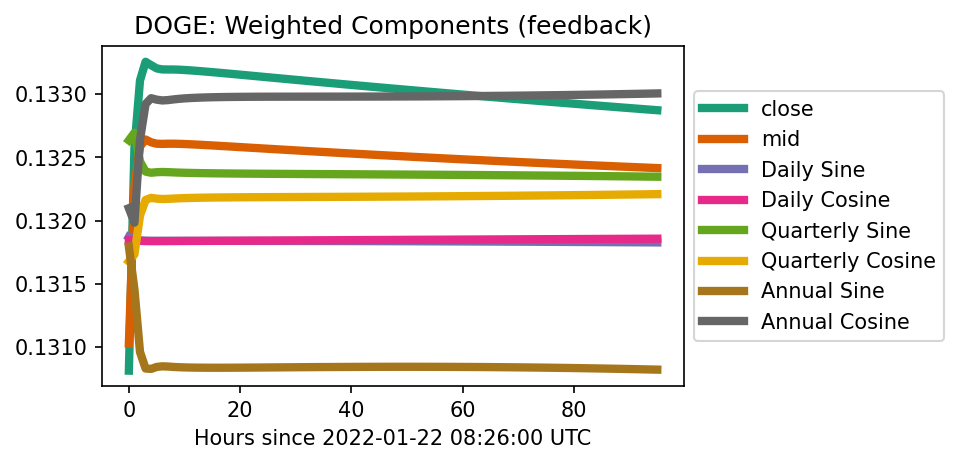 DOGE: Weighted Components (feedback)
0.1330
0.1325
0.1320
0.1315
0.1310
0
20
40
60
80
Hours since 2022-01-22 08:26:00 UTC
close
mid
Daily Sine
Daily Cosine
Quarterly Sine
Quarterly Cosine
Annual Sine
Annual Cosine